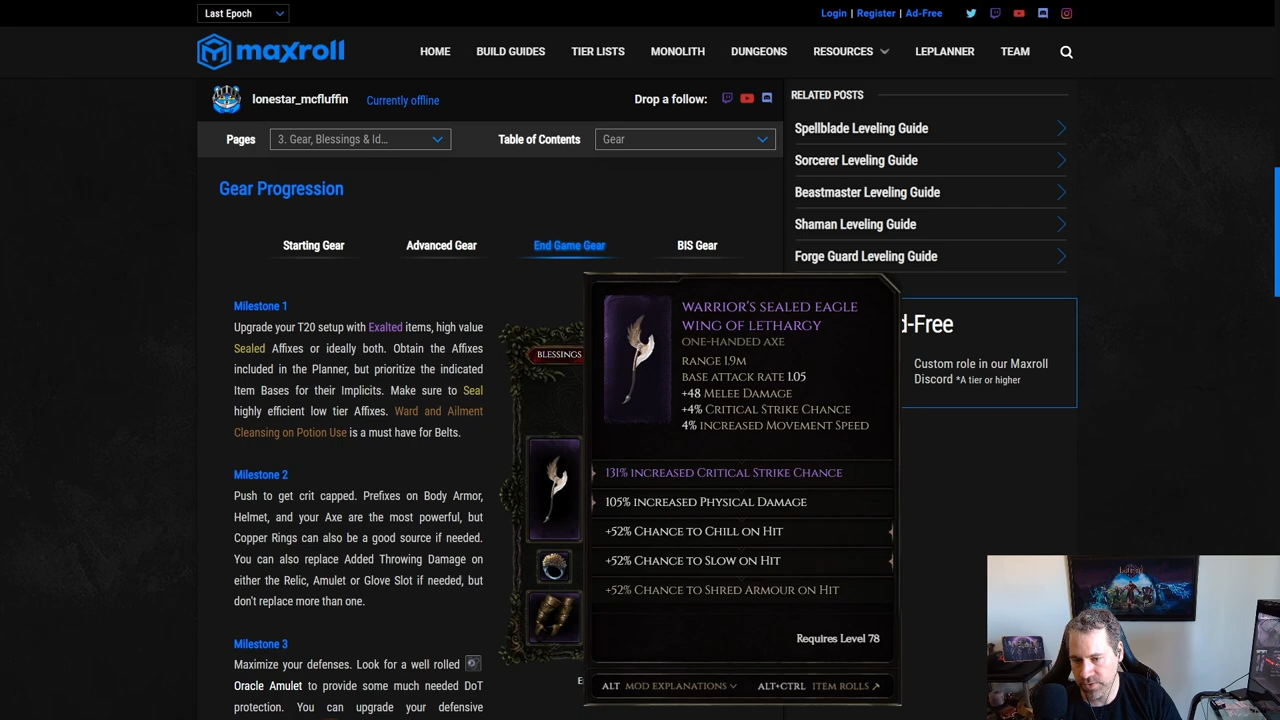 Last Epoch
Login | Register | Ad-Free
maxroll
HOME
BUILD GUIDES
TIER LISTS
MONOLITH
DUNGEONS
RESOURCES
LEPLANNER
TEAM
lonestar_mcfluffin
Currently offline
Drop a follow:
Pages
3. Gear, Blessings & Id...
Table of Contents
Gear
RELATED POSTS
Spellblade Leveling Guide
Sorcerer Leveling Guide
Beastmaster Leveling Guide
Shaman Leveling Guide
Forge Guard Leveling Guide
Gear Progression
Starting Gear
Advanced Gear
End Game Gear
BIS Gear
Milestone 1
Upgrade your T20 setup with Exalted items, high value
Sealed Affixes or ideally both. Obtain the Affixes
included in the Planner, but prioritize the indicated
Item Bases for their Implicits. Make sure to Seal
highly efficient low tier Affixes. Ward and Ailment
Cleansing on Potion Use is a must have for Belts.
Milestone 2
Push to get crit capped. Prefixes on Body Armor,
Helmet, and your Axe are the most powerful, but
Copper Rings can also be a good source if needed.
You can also replace Added Throwing Damage on
either the Relic, Amulet or Glove Slot if needed, but
don't replace more than one.
Milestone 3
Maximize your defenses. Look for a well rolled
Oracle Amulet to provide some much needed DoT
protection. You can upgrade your defensive
BLESSINGS
WARRIOR'S SEALED EAGLE
WING OF LETHARGY
ONE-HANDED AXE
RANGE 1.9M
BASE ATTACK RATE 1.05
+48 MELEE DAMAGE
+4% CRITICAL STRIKE CHANCE
4% INCREASED MOVEMENT SPEED
131% INCREASED CRITICAL STRIKE CHANCE
105% INCREASED PHYSICAL DAMAGE
+52% CHANCE TO CHILL ON HIT
+52% CHANCE TO SLOW ON HIT
+52% CHANCE TO SHRED ARMOUR ON HIT
Requires Level 78
ALT MOD EXPLANATIONS
ALT+CTRL ITEM ROLLS
d-Free
Custom role in our Maxroll
Discord *A tier or higher